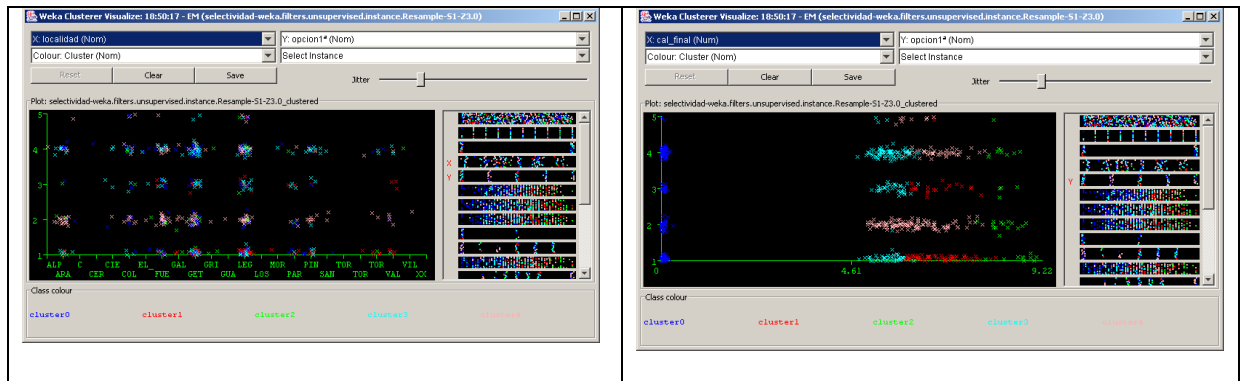 Weka Clusterer Visualize: 18:50:17 - EM (selectividad-weka.filters.unsupervised.instance.Resample-S1-Z3.0)
X: localidad (Nom)
Y: opcion1ª (Nom)
Colour: Cluster (Nom)
Select Instance
Reset
Clear
Save
Jitter
Plot: selectividad-weka.filters.unsupervised.instance.Resample-S1-Z3.0_clustered
5
4
3
2
1
X
Y
ALP C CIE EL_ GAL GRI LEG MOR PIN TOR TOR VIL
APA CER COL FUE GET GUA LOS PAR SAN TOR VAL XX
Class colour
cluster0 cluster1 cluster2 cluster3 cluster4
Weka Clusterer Visualize: 18:50:17 - EM (selectividad-weka.filters.unsupervised.instance.Resample-S1-Z3.0)
X: cal_final (Num)
Y: opcion1ª (Nom)
Colour: Cluster (Nom)
Select Instance
Reset
Clear
Save
Jitter
Plot: selectividad-weka.filters.unsupervised.instance.Resample-S1-Z3.0_clustered
5
4
3
2
1
Y
0 4.61 9.22
Class colour
cluster0 cluster1 cluster2 cluster3 cluster4